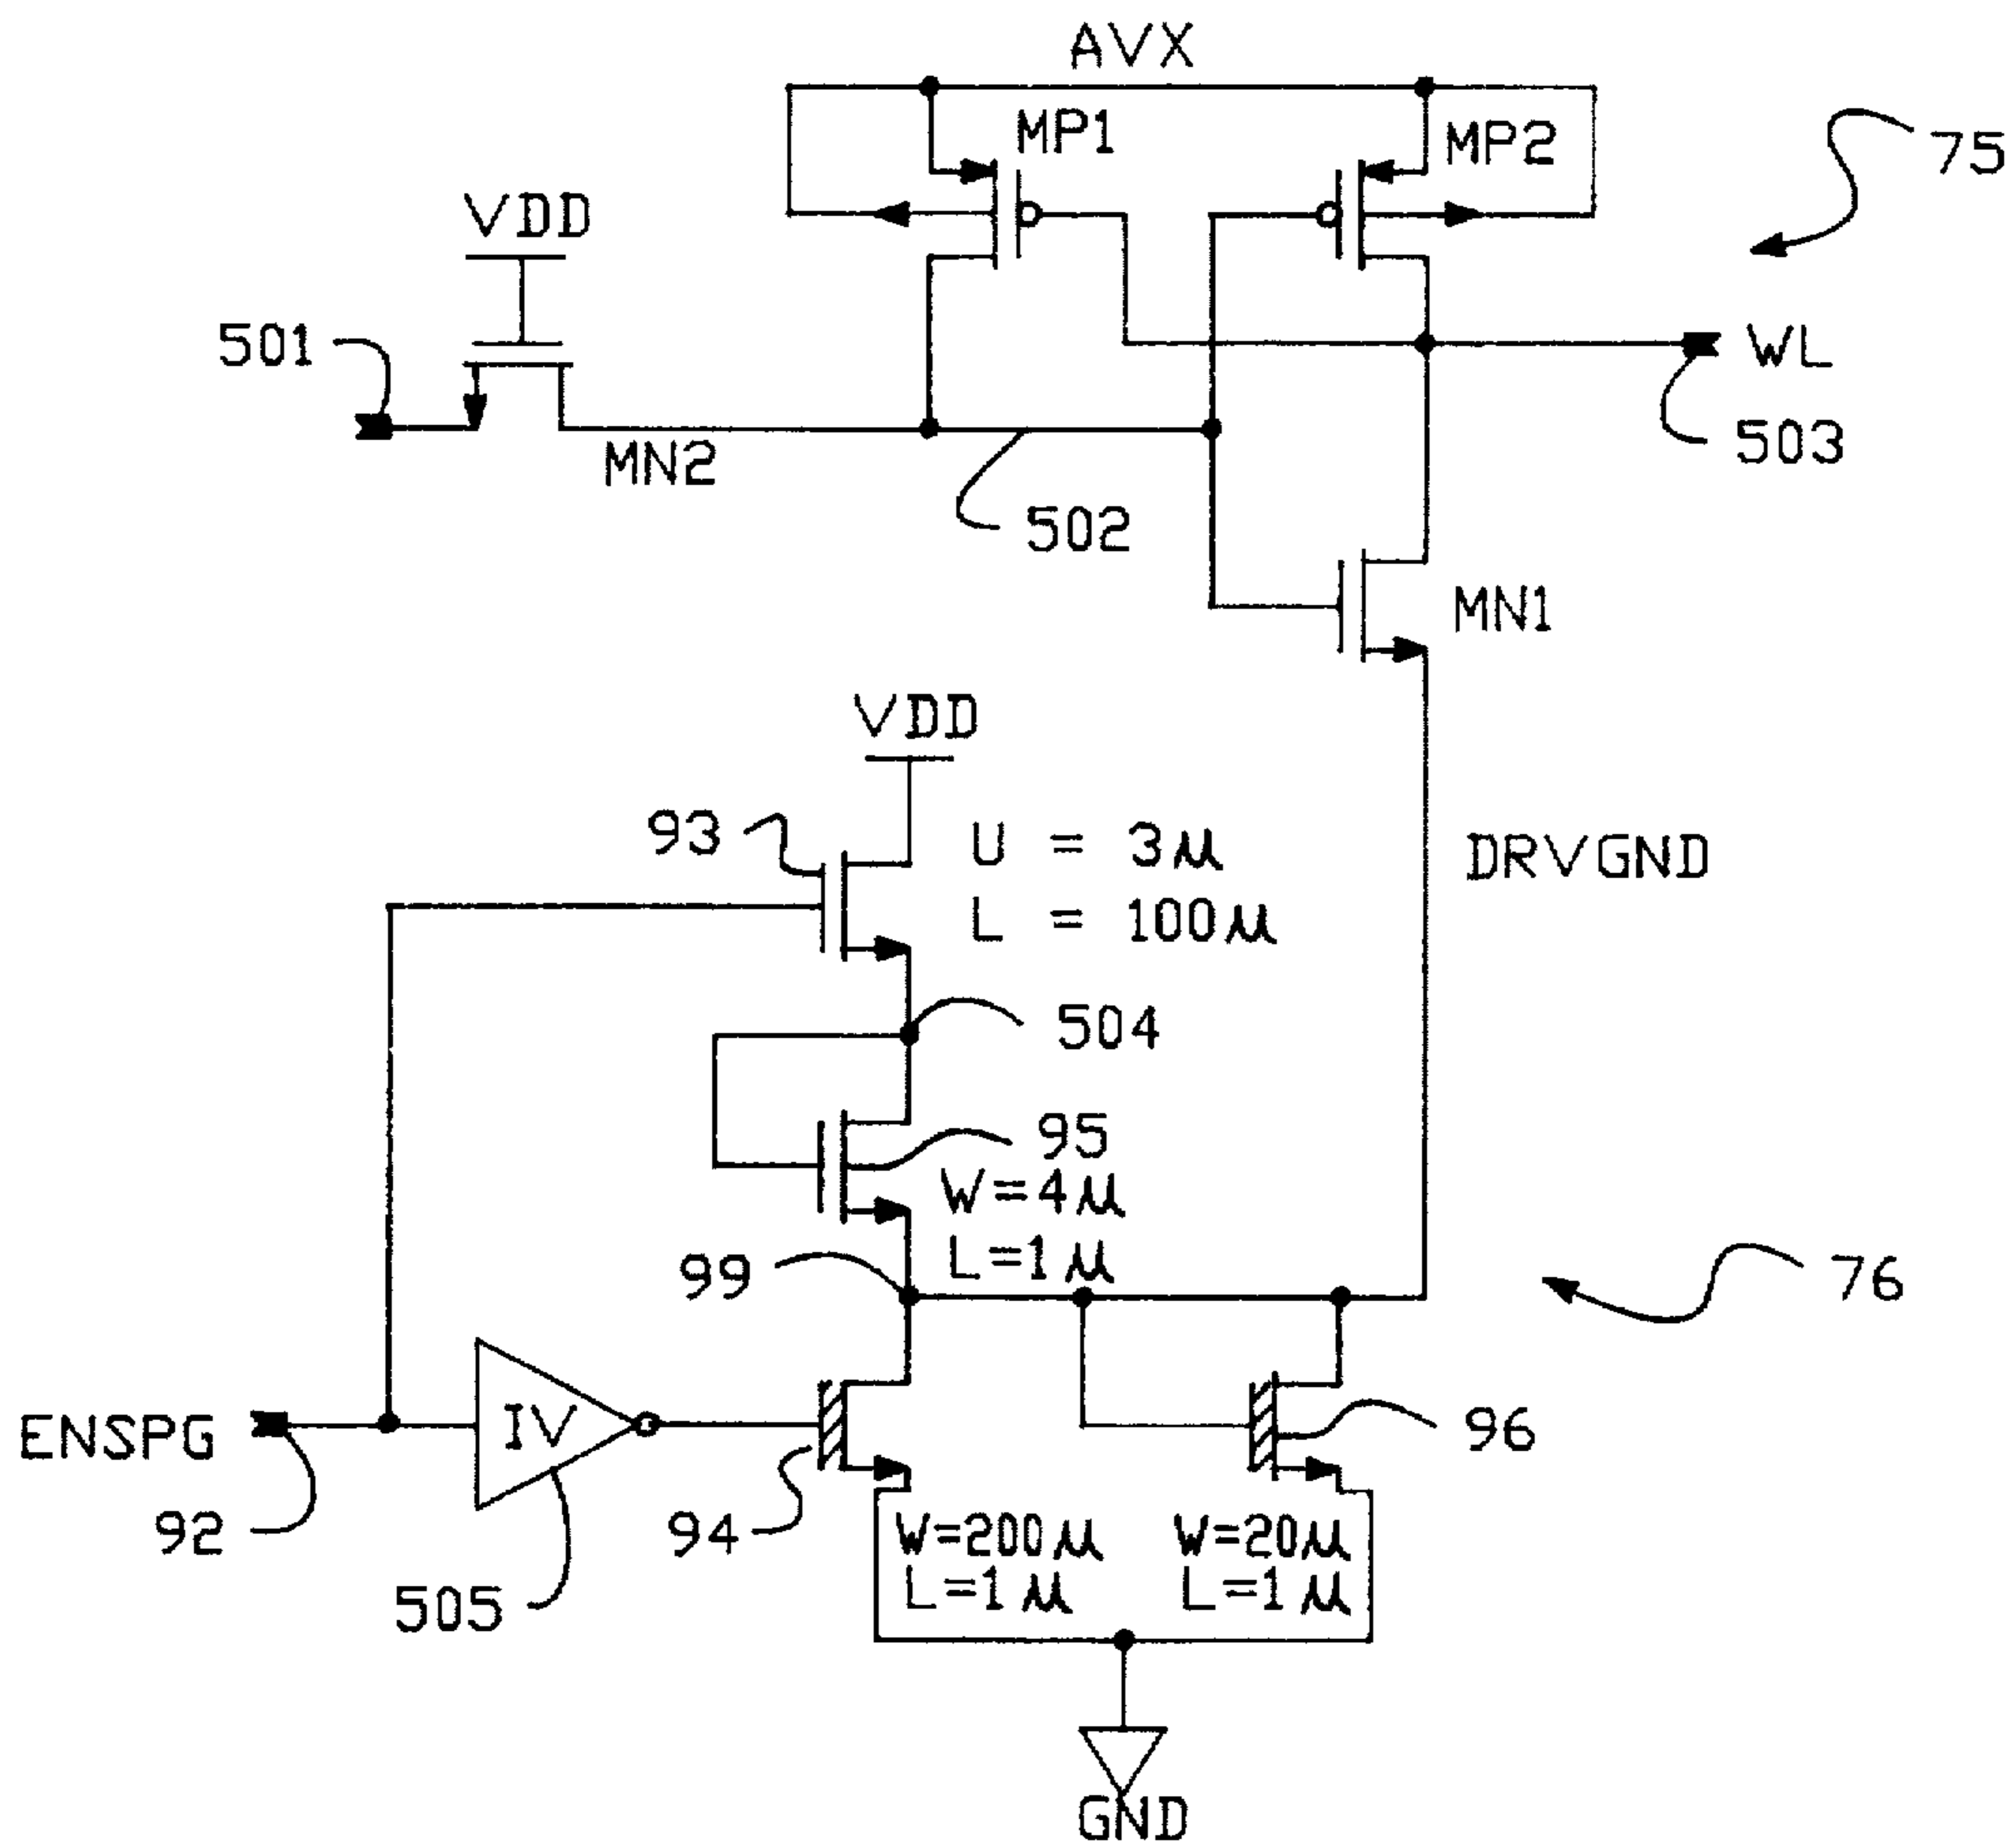 AVX
MP1
MP2
75
VDD
501
WL
MN2
503
502
MN1
VDD
93
U = 3µ
DRVGND
L = 100µ
504
95
W=4µ
L=1µ
99
76
ENSPG
IV
96
92
94
W=200µ
W=20µ
L=1µ
L=1µ
505
GND